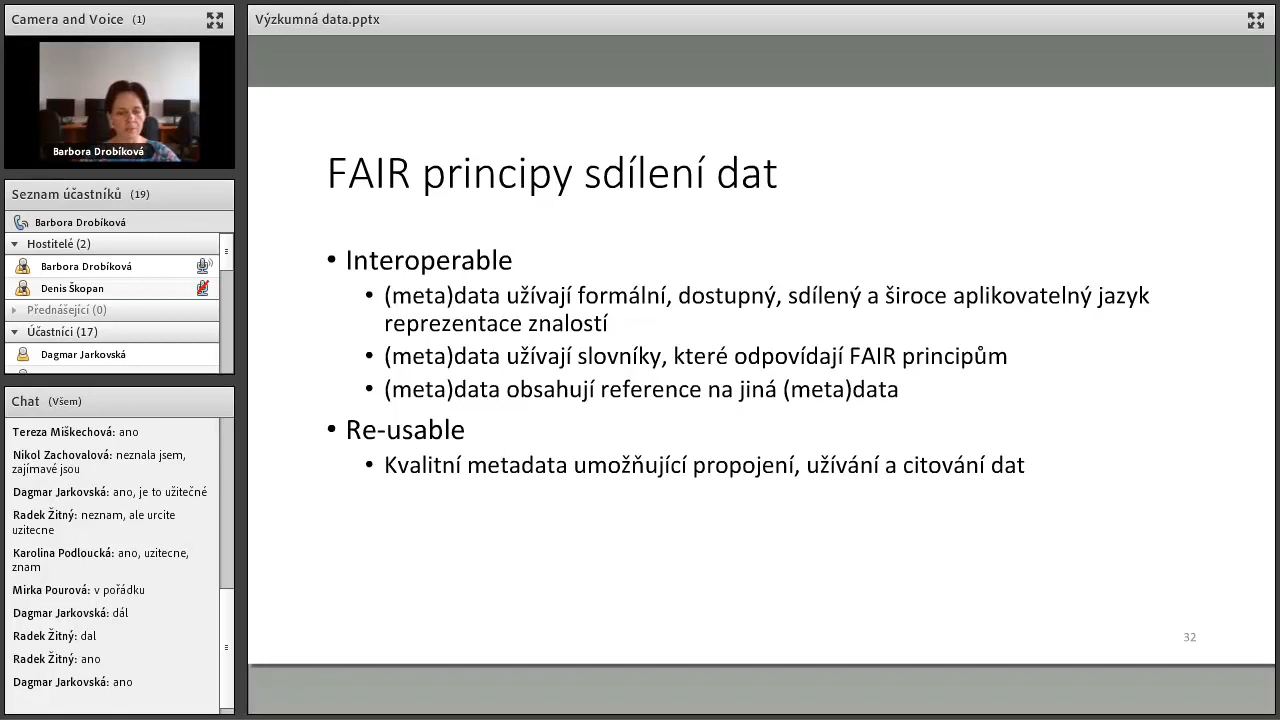 Camera and Voice (1)
Barbora Drobíková
Seznam účastníků (19)
Barbora Drobíková
Hostitelé (2)
Barbora Drobíková
Denis Škopan
Přednášející (0)
Účastníci (17)
Dagmar Jarkovská
Chat (Všem)
Tereza Miškechová: ano
Nikol Zachovalová: neznala jsem,
zajímavé jsou
Dagmar Jarkovská: ano, je to užitečné
Radek Žitný: neznam, ale urcite
uzitecne
Karolina Podloucká: ano, uzitecne,
znam
Mirka Pourová: v pořádku
Dagmar Jarkovská: dál
Radek Žitný: dal
Radek Žitný: ano
Dagmar Jarkovská: ano
Výzkumná data.pptx
FAIR principy sdílení dat
• Interoperable
• (meta)data užívají formální, dostupný, sdílený a široce aplikovatelný jazyk
reprezentace znalostí
• (meta)data užívají slovníky, které odpovídají FAIR principům
• (meta)data obsahují reference na jiná (meta)data
• Re-usable
• Kvalitní metadata umožňující propojení, užívání a citování dat
32